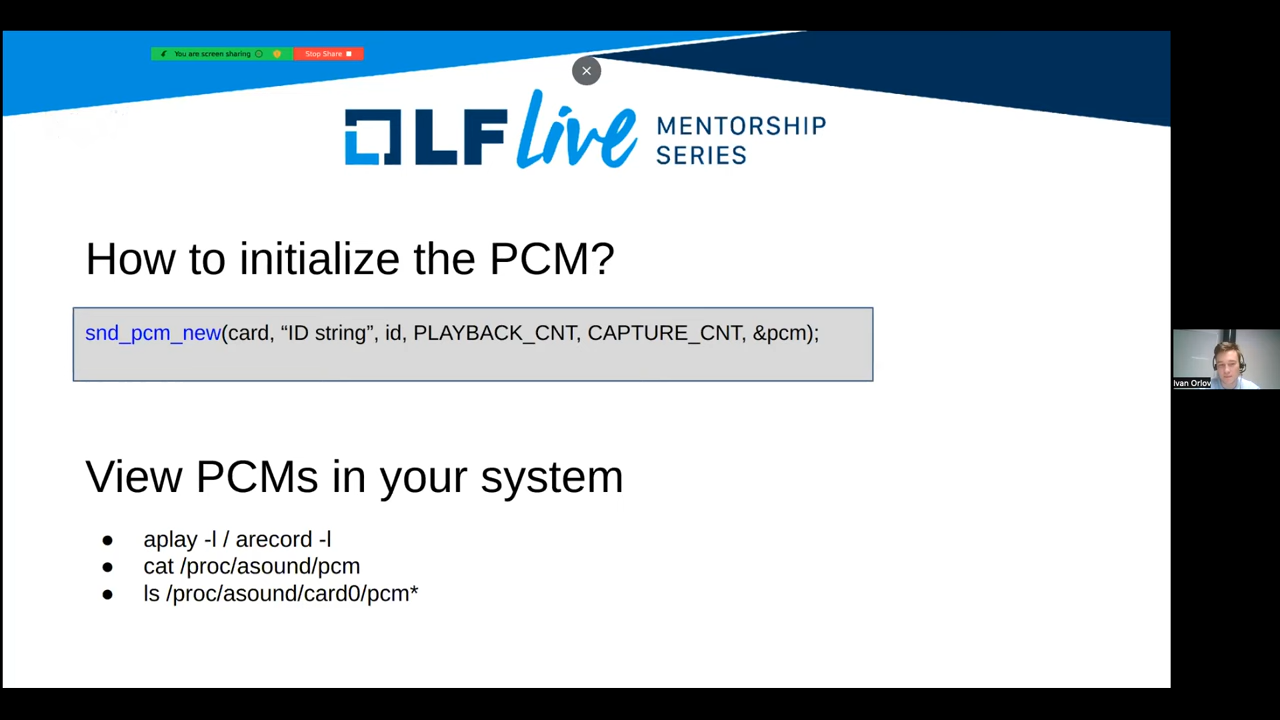 You are screen sharing
Stop Share
LF live MENTORSHIP
SERIES
How to initialize the PCM?
snd_pcm_new(card, “ID string”, id, PLAYBACK_CNT, CAPTURE_CNT, &pcm);
Ivan Orlov
View PCMs in your system
● aplay -l / arecord -l
● cat /proc/asound/pcm
● ls /proc/asound/card0/pcm*